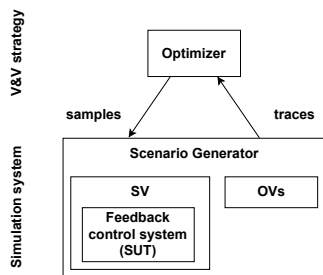 V&V strategy
Optimizer
samples
traces
Simulation system
Scenario Generator
SV
OVs
Feedback
control system
(SUT)